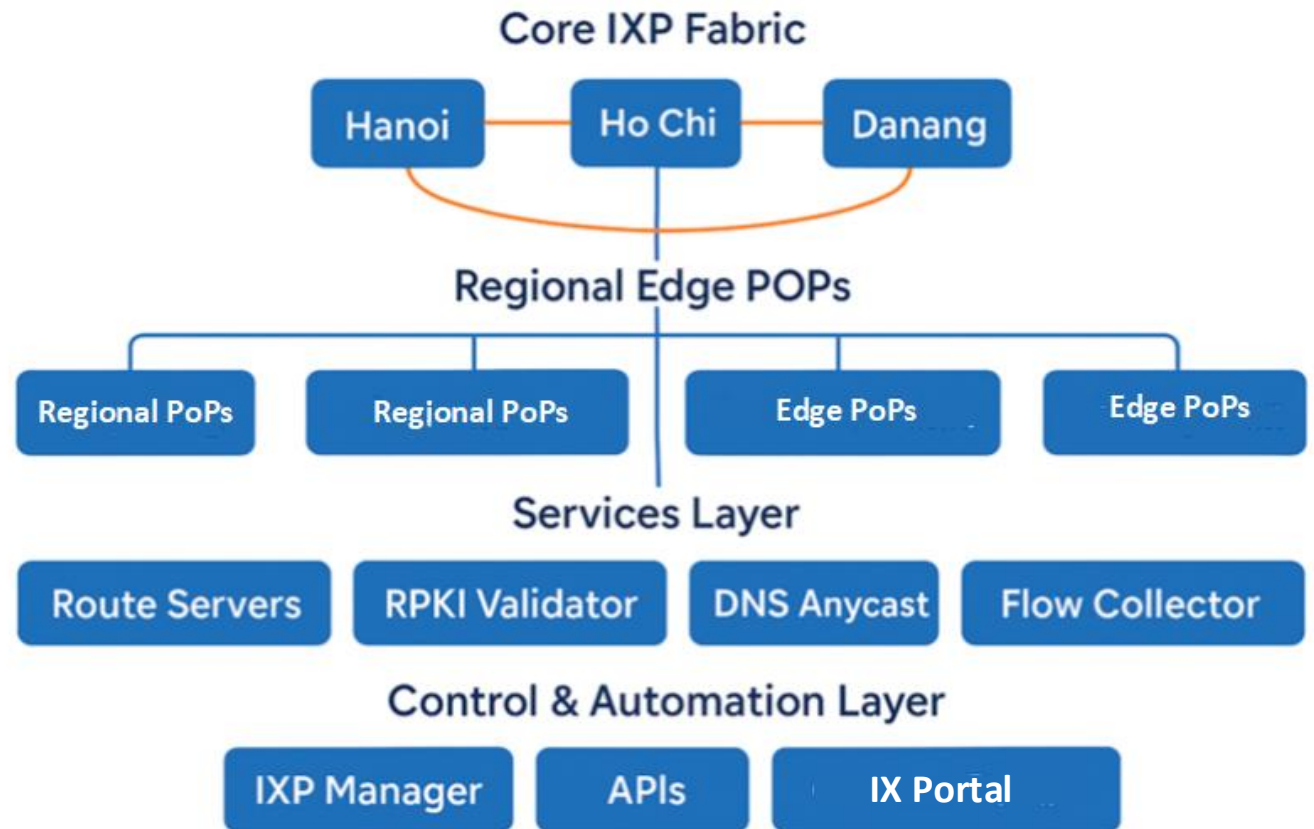 Core IXP Fabric
Hanoi
Ho Chi
Danang
Regional Edge POPs
Regional PoPs
Regional PoPs
Edge PoPs
Edge PoPs
Services Layer
Route Servers
RPKI Validator
DNS Anycast
Flow Collector
Control & Automation Layer
IXP Manager
APIs
IX Portal